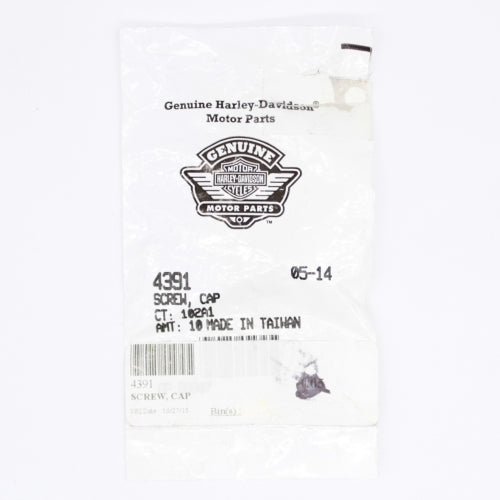 Genuine Harley-Davidson®
Motor Parts
GENUINE
MOTOR
HARLEY-DAVIDSON
CYCLES
MOTOR PARTS
™
4391 05-14
SCREW, CAP
CT: 102A1
AMT: 10 MADE IN TAIWAN
4391
SCREW, CAP
Bin(s):